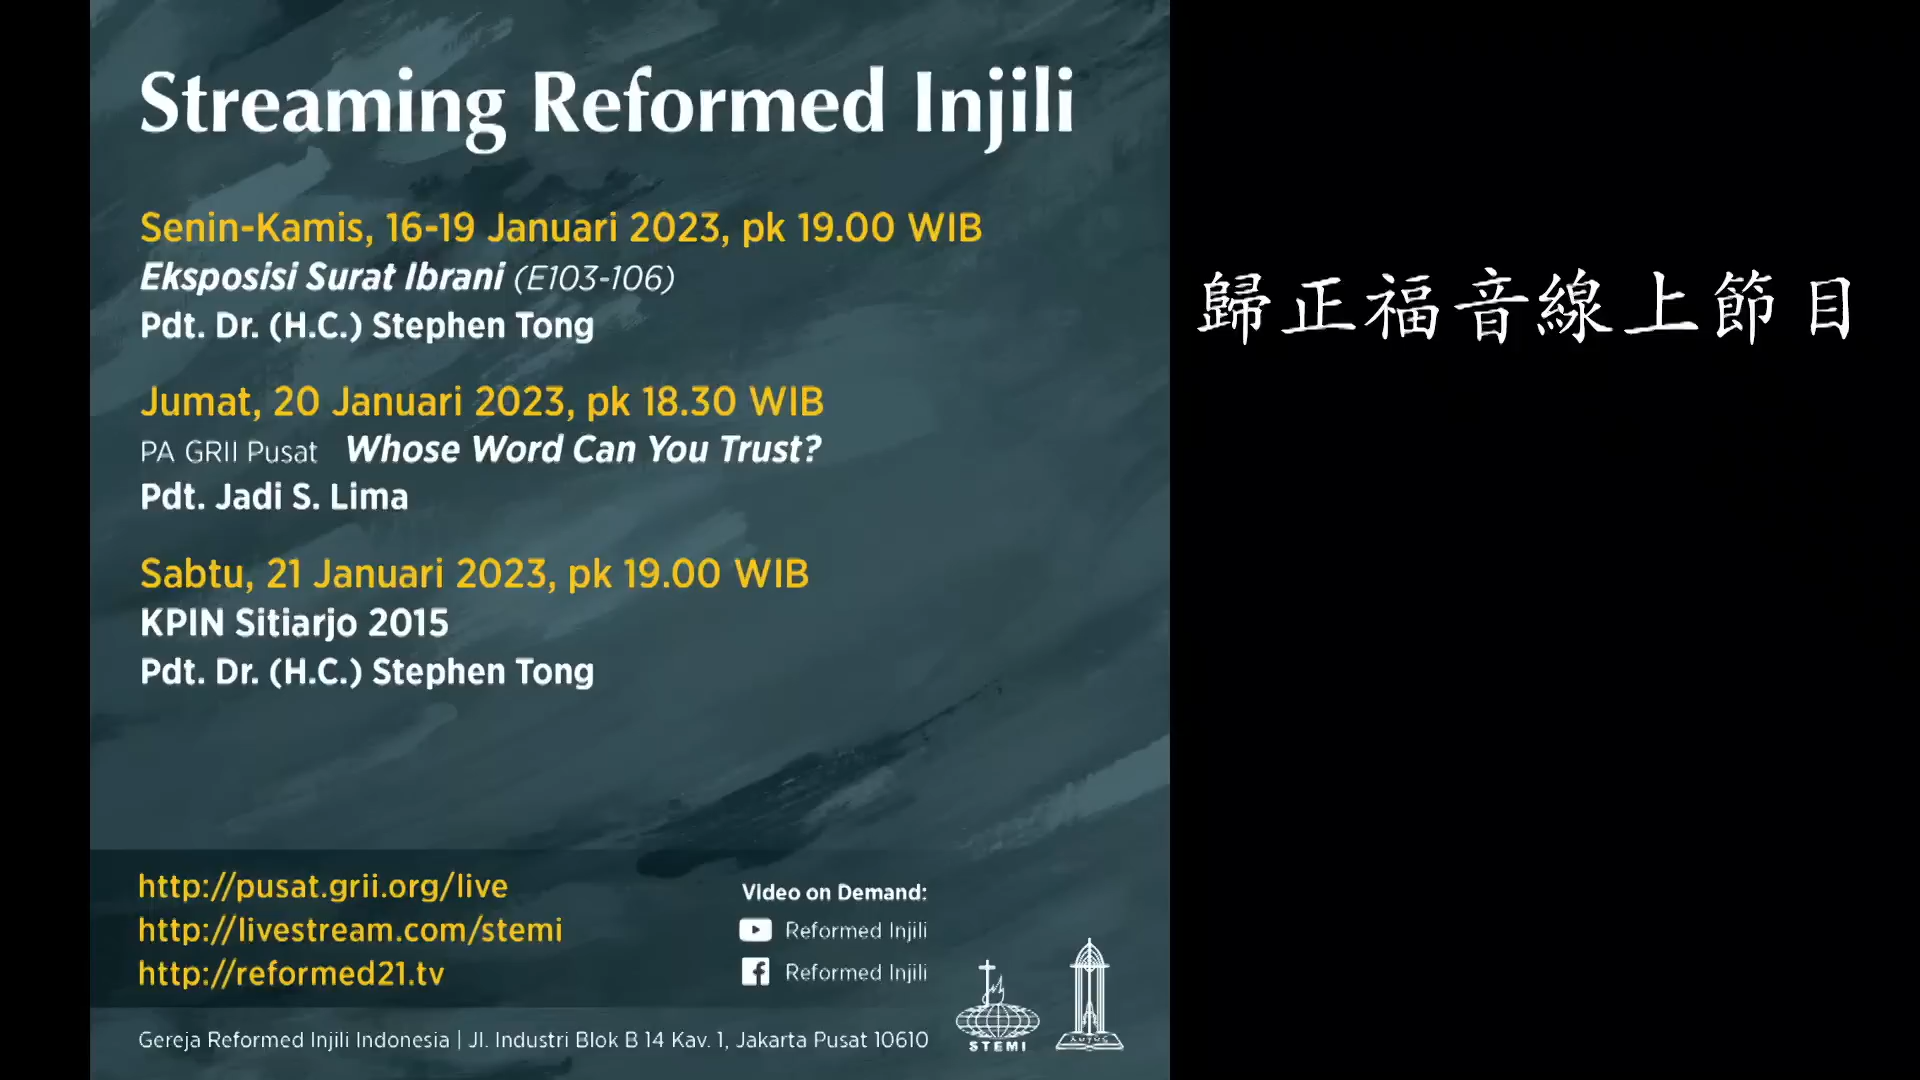 Streaming Reformed Injili
Senin-Kamis, 16-19 Januari 2023, pk 19.00 WIB
Eksposisi Surat Ibrani (E103-106)
Pdt. Dr. (H.C.) Stephen Tong
Jumat, 20 Januari 2023, pk 18.30 WIB
PA GRII Pusat Whose Word Can You Trust?
Pdt. Jadi S. Lima
Sabtu, 21 Januari 2023, pk 19.00 WIB
KPIN Sitiarjo 2015
Pdt. Dr. (H.C.) Stephen Tong
http://pusat.grii.org/live
http://livestream.com/stemi
http://reformed21.tv
Video on Demand:
Reformed Injili
Reformed Injili
STEMI
Gereja Reformed Injili Indonesia | Jl. Industri Blok B 14 Kav. 1, Jakarta Pusat 10610
歸正福音線上節目